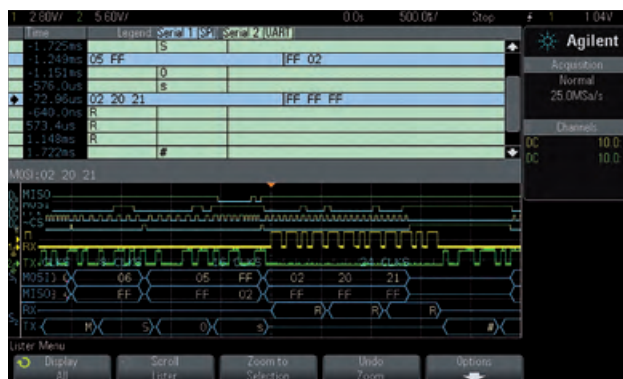 1 2.80V/ 2 5.60V/ 0.0s 500.0s/ Stop 1 1.04V
Time Legend Serial 1 [SPI] Serial 2 [UART]
-1.725ms S
-1.249ms 05 FF FF 02
-1.151ms 0
-576.0us s
-72.96us 02 20 21 FF FF FF
-640.0ns R
573.4us R
1.148ms R
1.722ms #
Agilent
Acquisition
Normal
25.0MSa/s
Channels
DC 10.0:
DC 10.0:
MOSI:02 20 21
MISO
MOSI
~CS
RX
TX 24 CLKS
MOSI 06 05 FF 02 20 21
MISO FF FF 02 FF FF FF
RX R R R
TX M S 0 s #
Lister Menu
Display All
Scroll Lister
Zoom to Selection
Undo Zoom
Options